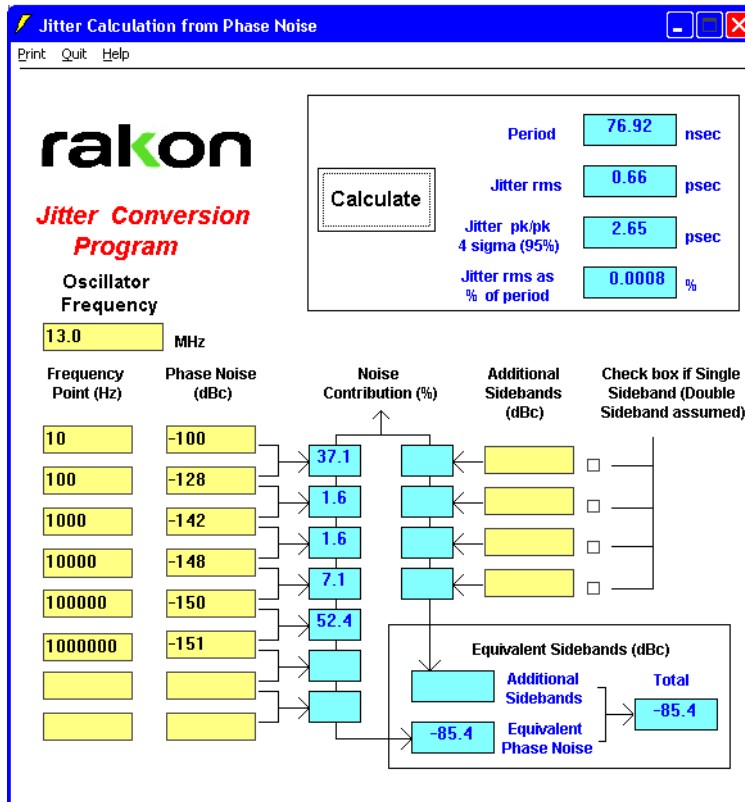 Jitter Calculation from Phase Noise
Print Quit Help
rakon
Jitter Conversion
Program
Calculate
Period 76.92 nsec
Jitter rms 0.66 psec
Jitter pk/pk
4 sigma (95%) 2.65 psec
Jitter rms as
% of period 0.0008 %
Oscillator
Frequency
13.0 MHz
Frequency
Point (Hz)
Phase Noise
(dBc)
Noise
Contribution (%)
Additional
Sidebands
(dBc)
Check box if Single
Sideband (Double
Sideband assumed)
10 -100
37.1
100 -128
1.6
1000 -142
1.6
10000 -148
7.1
100000 -150
52.4
1000000 -151
Equivalent Sidebands (dBc)
Additional
Sidebands
Total
-85.4
-85.4
Equivalent
Phase Noise